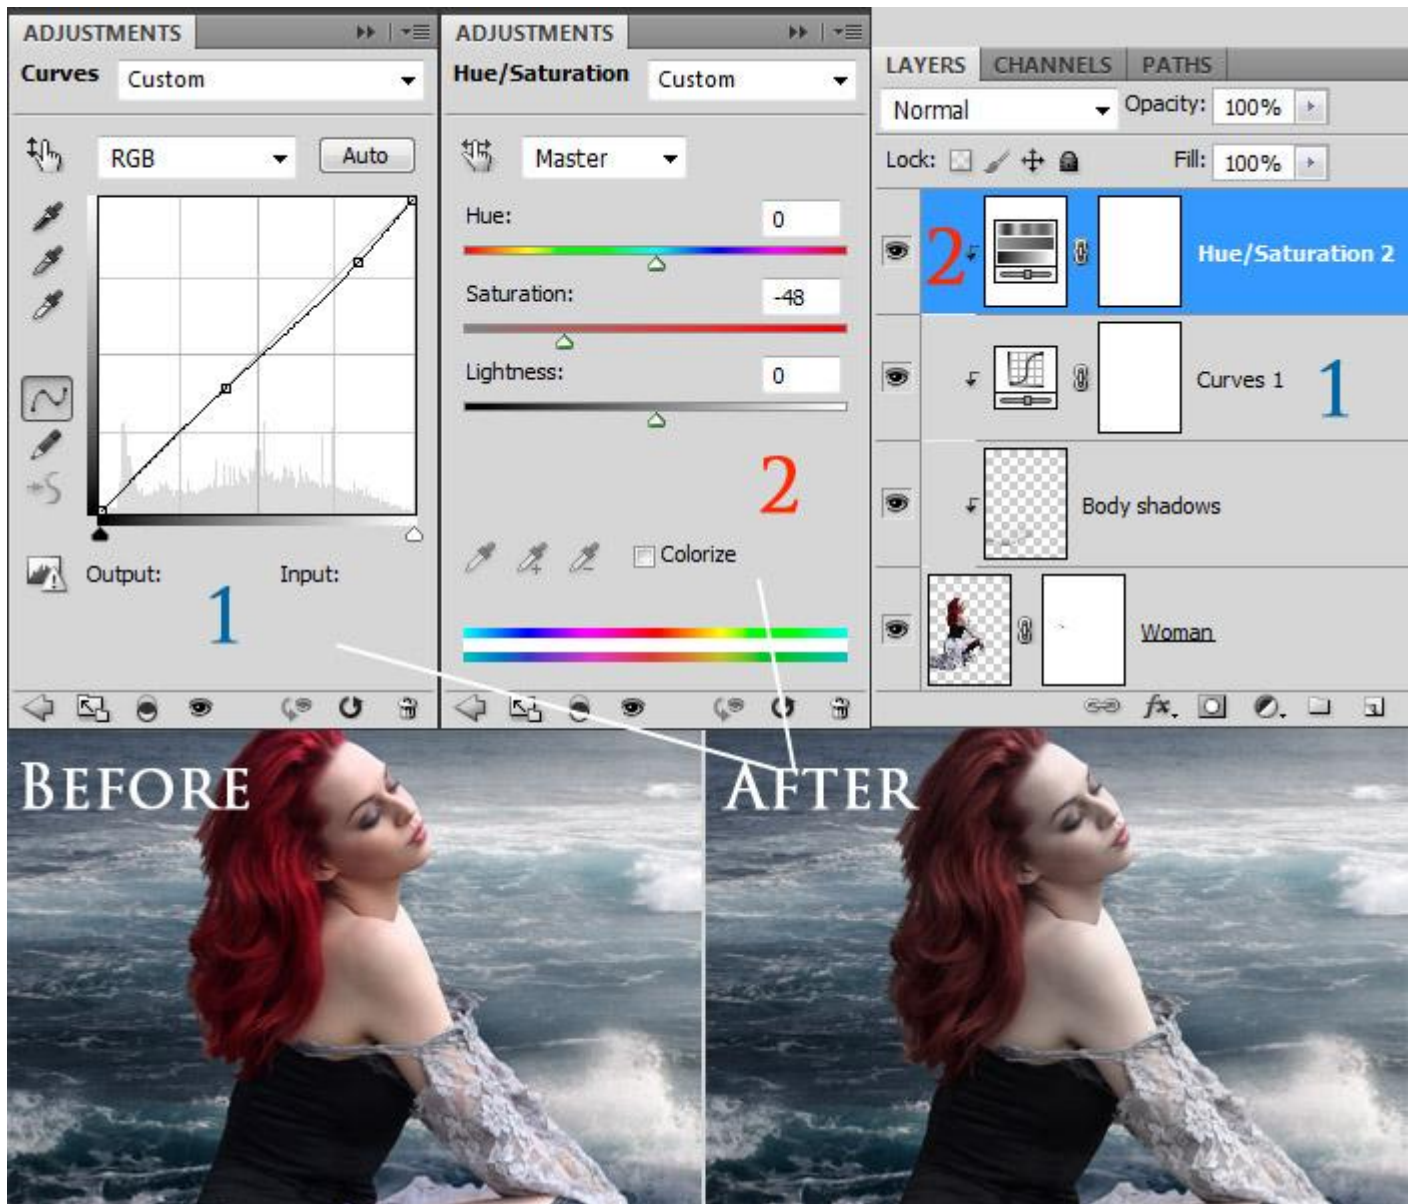 ADJUSTMENTS
Curves Custom
RGB Auto
Output: Input:
1
ADJUSTMENTS
Hue/Saturation Custom
Master
Hue: 0
Saturation: -48
Lightness: 0
2
Colorize
LAYERS CHANNELS PATHS
Normal Opacity: 100%
Lock: Fill: 100%
2 Hue/Saturation 2
Curves 1 1
Body shadows
Woman
fx.
BEFORE
AFTER